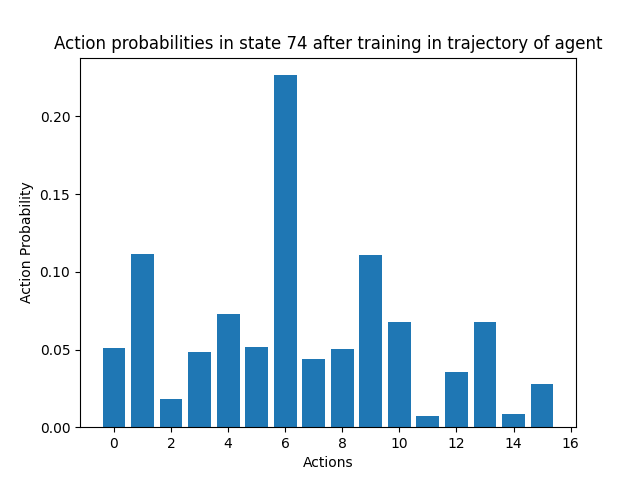 Action probabilities in state 74 after training in trajectory of agent
0.20
0.15
0.10
0.05
0.00
Action Probability
0 2 4 6 8 10 12 14 16
Actions